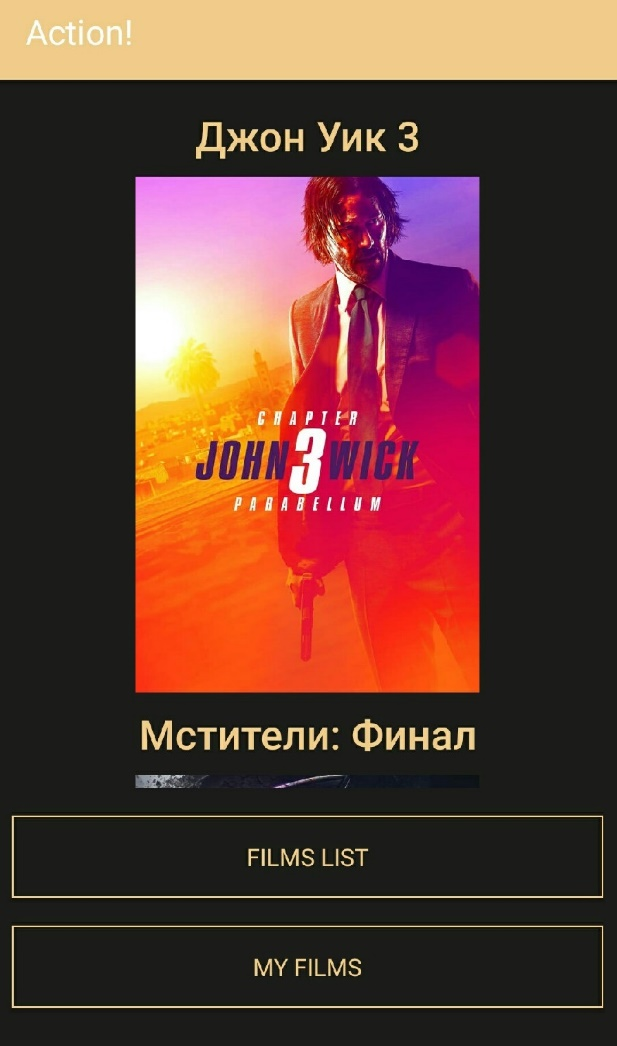 Action!
Джон Уик 3
CHAPTER
JOHN 3 WICK
PARABELLUM
Мстители: Финал
FILMS LIST
MY FILMS